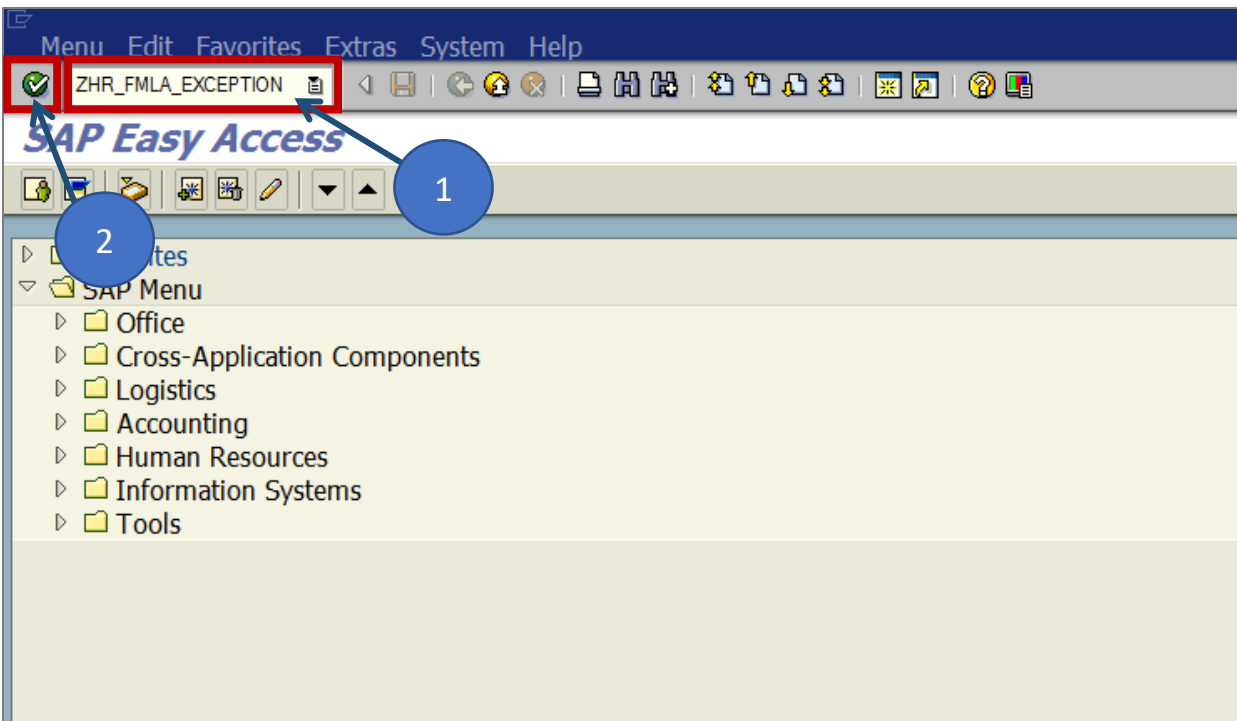 Menu Edit Favorites Extras System Help
ZHR_FMLA_EXCEPTION
SAP Easy Access
1
2
tes
SAP Menu
Office
Cross-Application Components
Logistics
Accounting
Human Resources
Information Systems
Tools